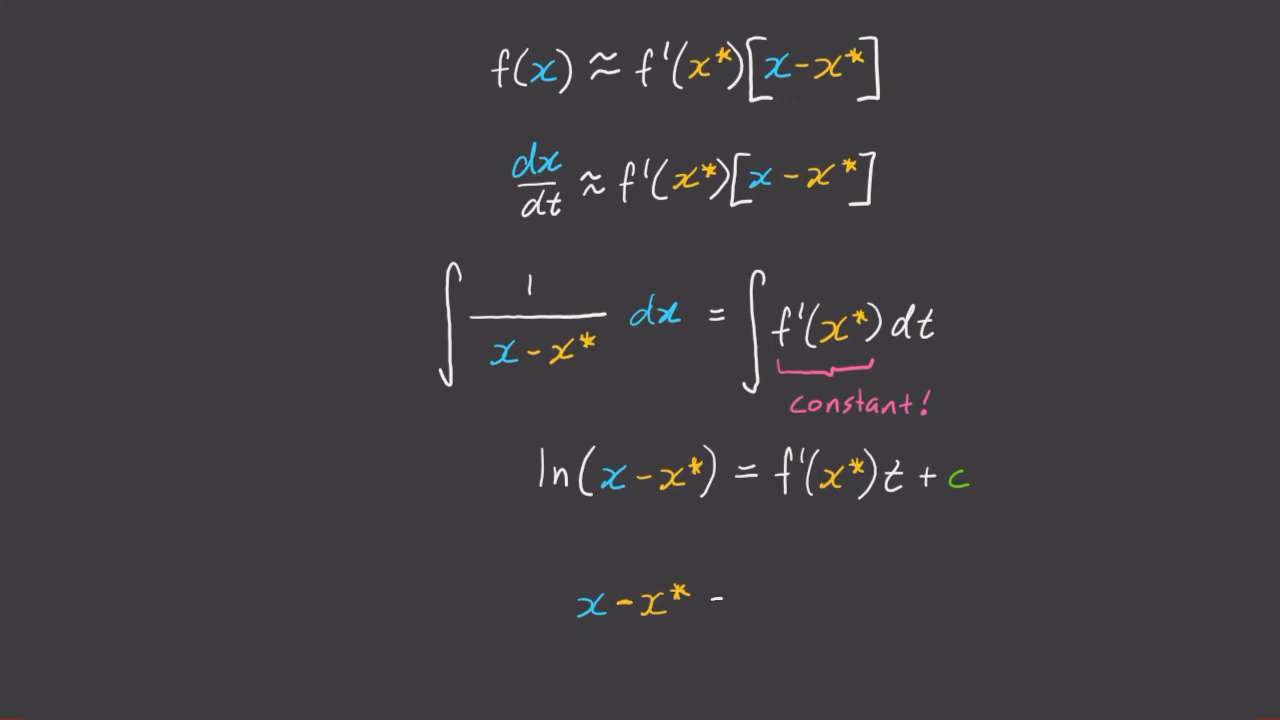 f(x) ≈ f'(x*)[x-x*]
dx/dt ≈ f'(x*)[x-x*]
∫ 1/(x-x*) dx = ∫ f'(x*) dt
constant!
ln(x-x*) = f'(x*)t + c
x-x* -